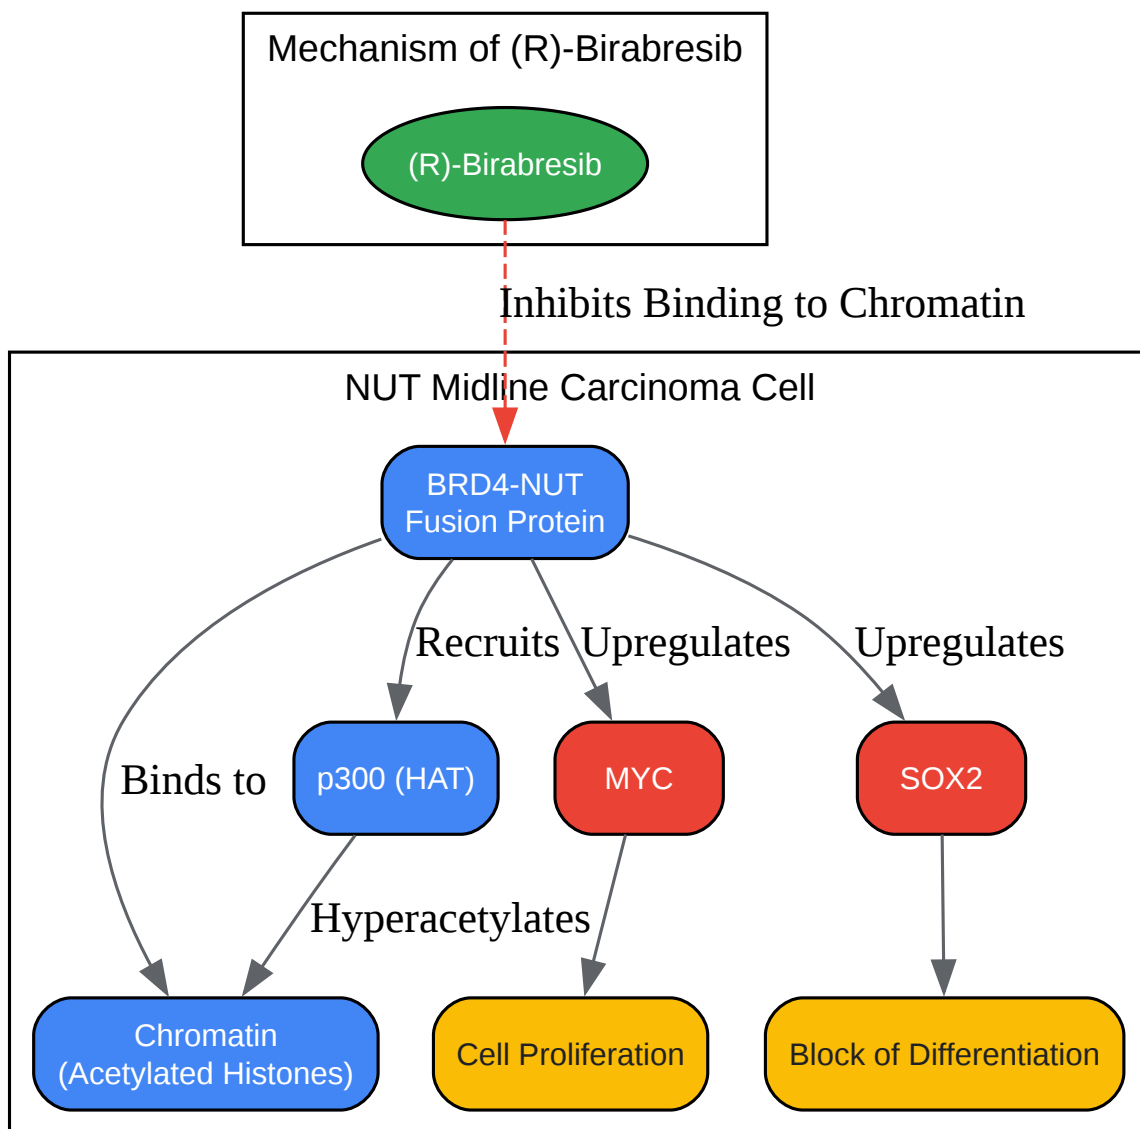 Mechanism of (R)-Birabresib
(R)-Birabresib
Inhibits Binding to Chromatin
NUT Midline Carcinoma Cell
BRD4-NUT
Fusion Protein
Recruits
Upregulates
Upregulates
Binds to
p300 (HAT)
MYC
SOX2
Hyperacetylates
Chromatin
(Acetylated Histones)
Cell Proliferation
Block of Differentiation